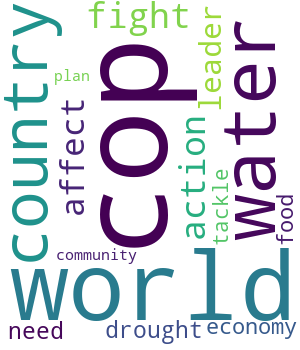 fight
country
plan
cop
leader
water
affect
action
tackle
food
community
world
need
drought
economy